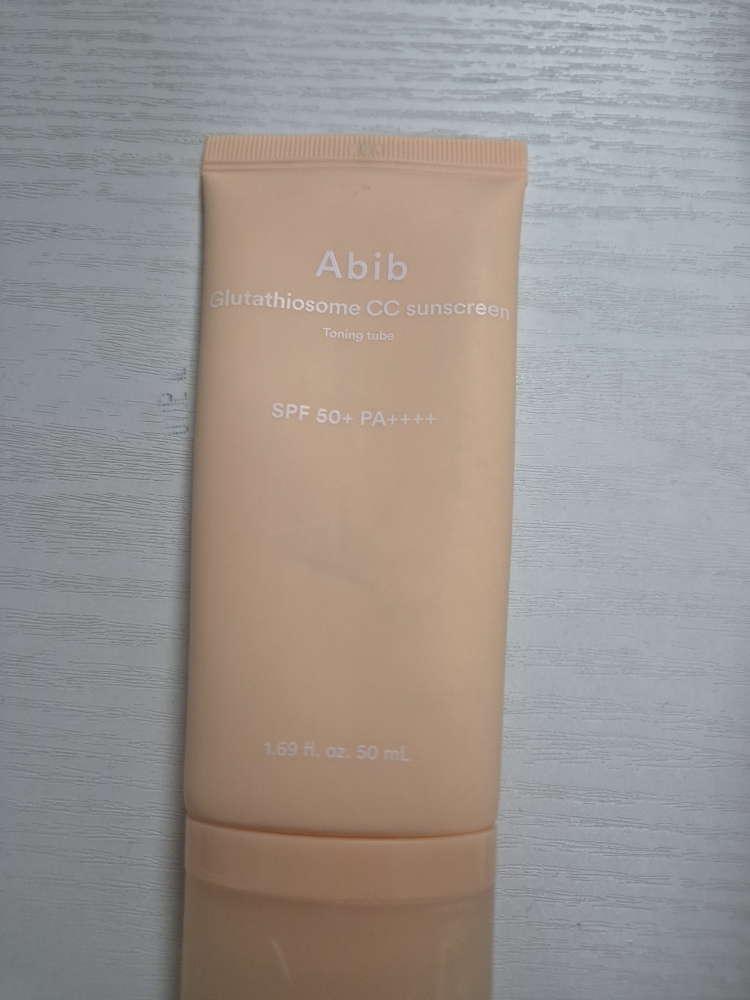 Abib
Glutathiosome CC sunscreen
Toning tube
SPF 50+ PA++++
1.69 fl. oz. 50 mL